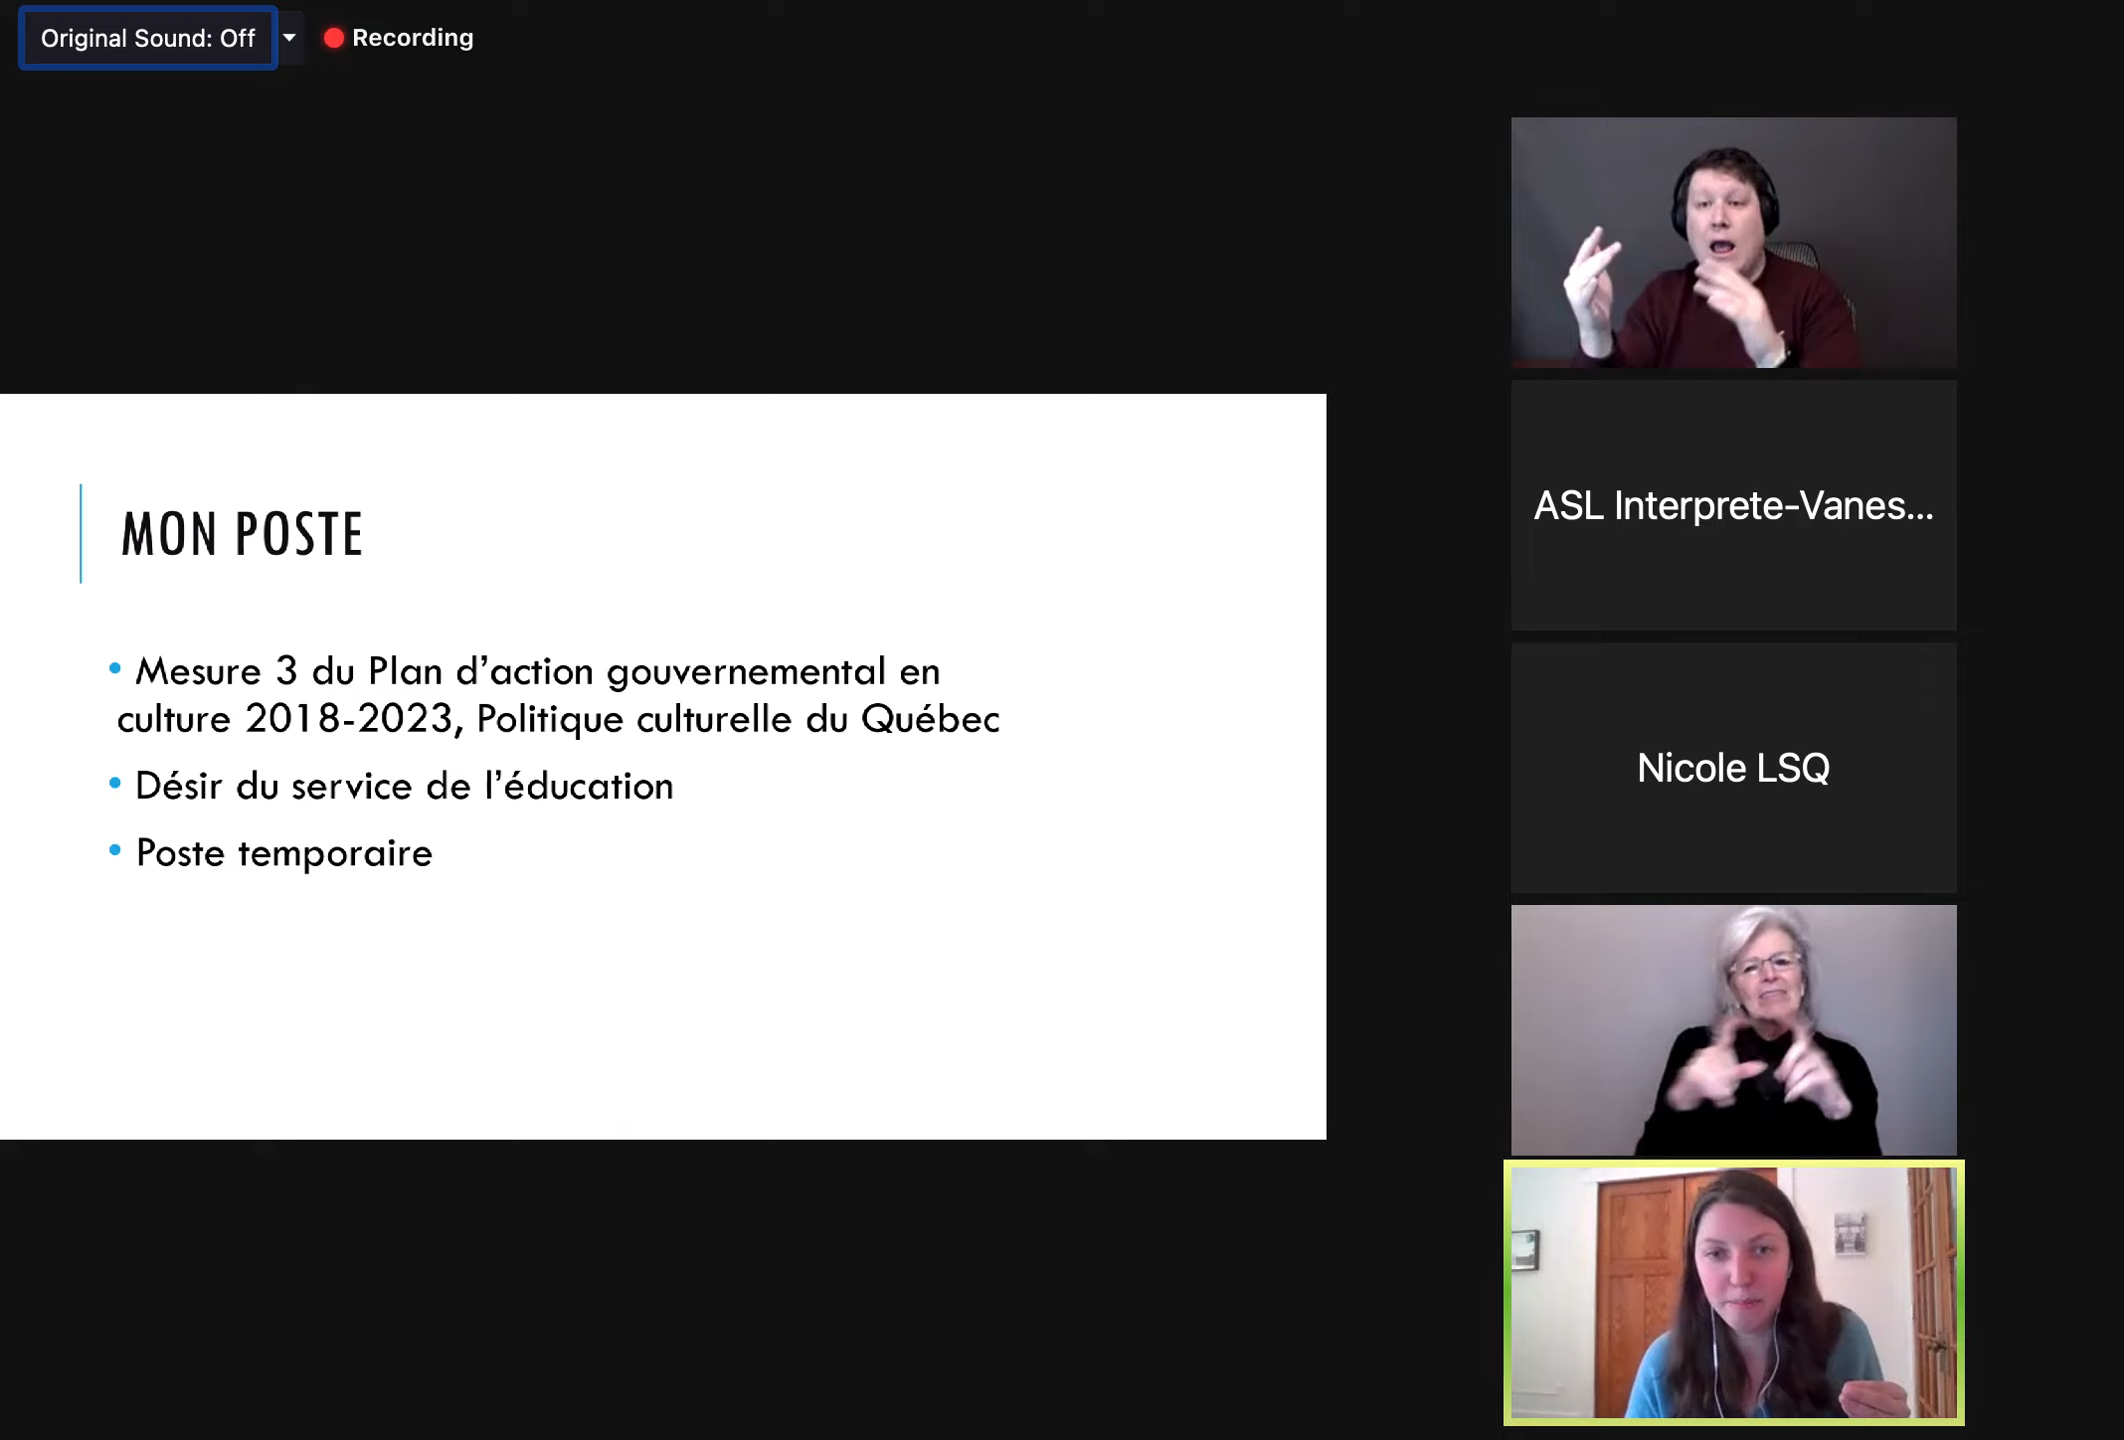 Original Sound: Off
Recording
MON POSTE
• Mesure 3 du Plan d’action gouvernemental en
culture 2018-2023, Politique culturelle du Québec
• Désir du service de l’éducation
• Poste temporaire
ASL Interprete-Vanes...
Nicole LSQ